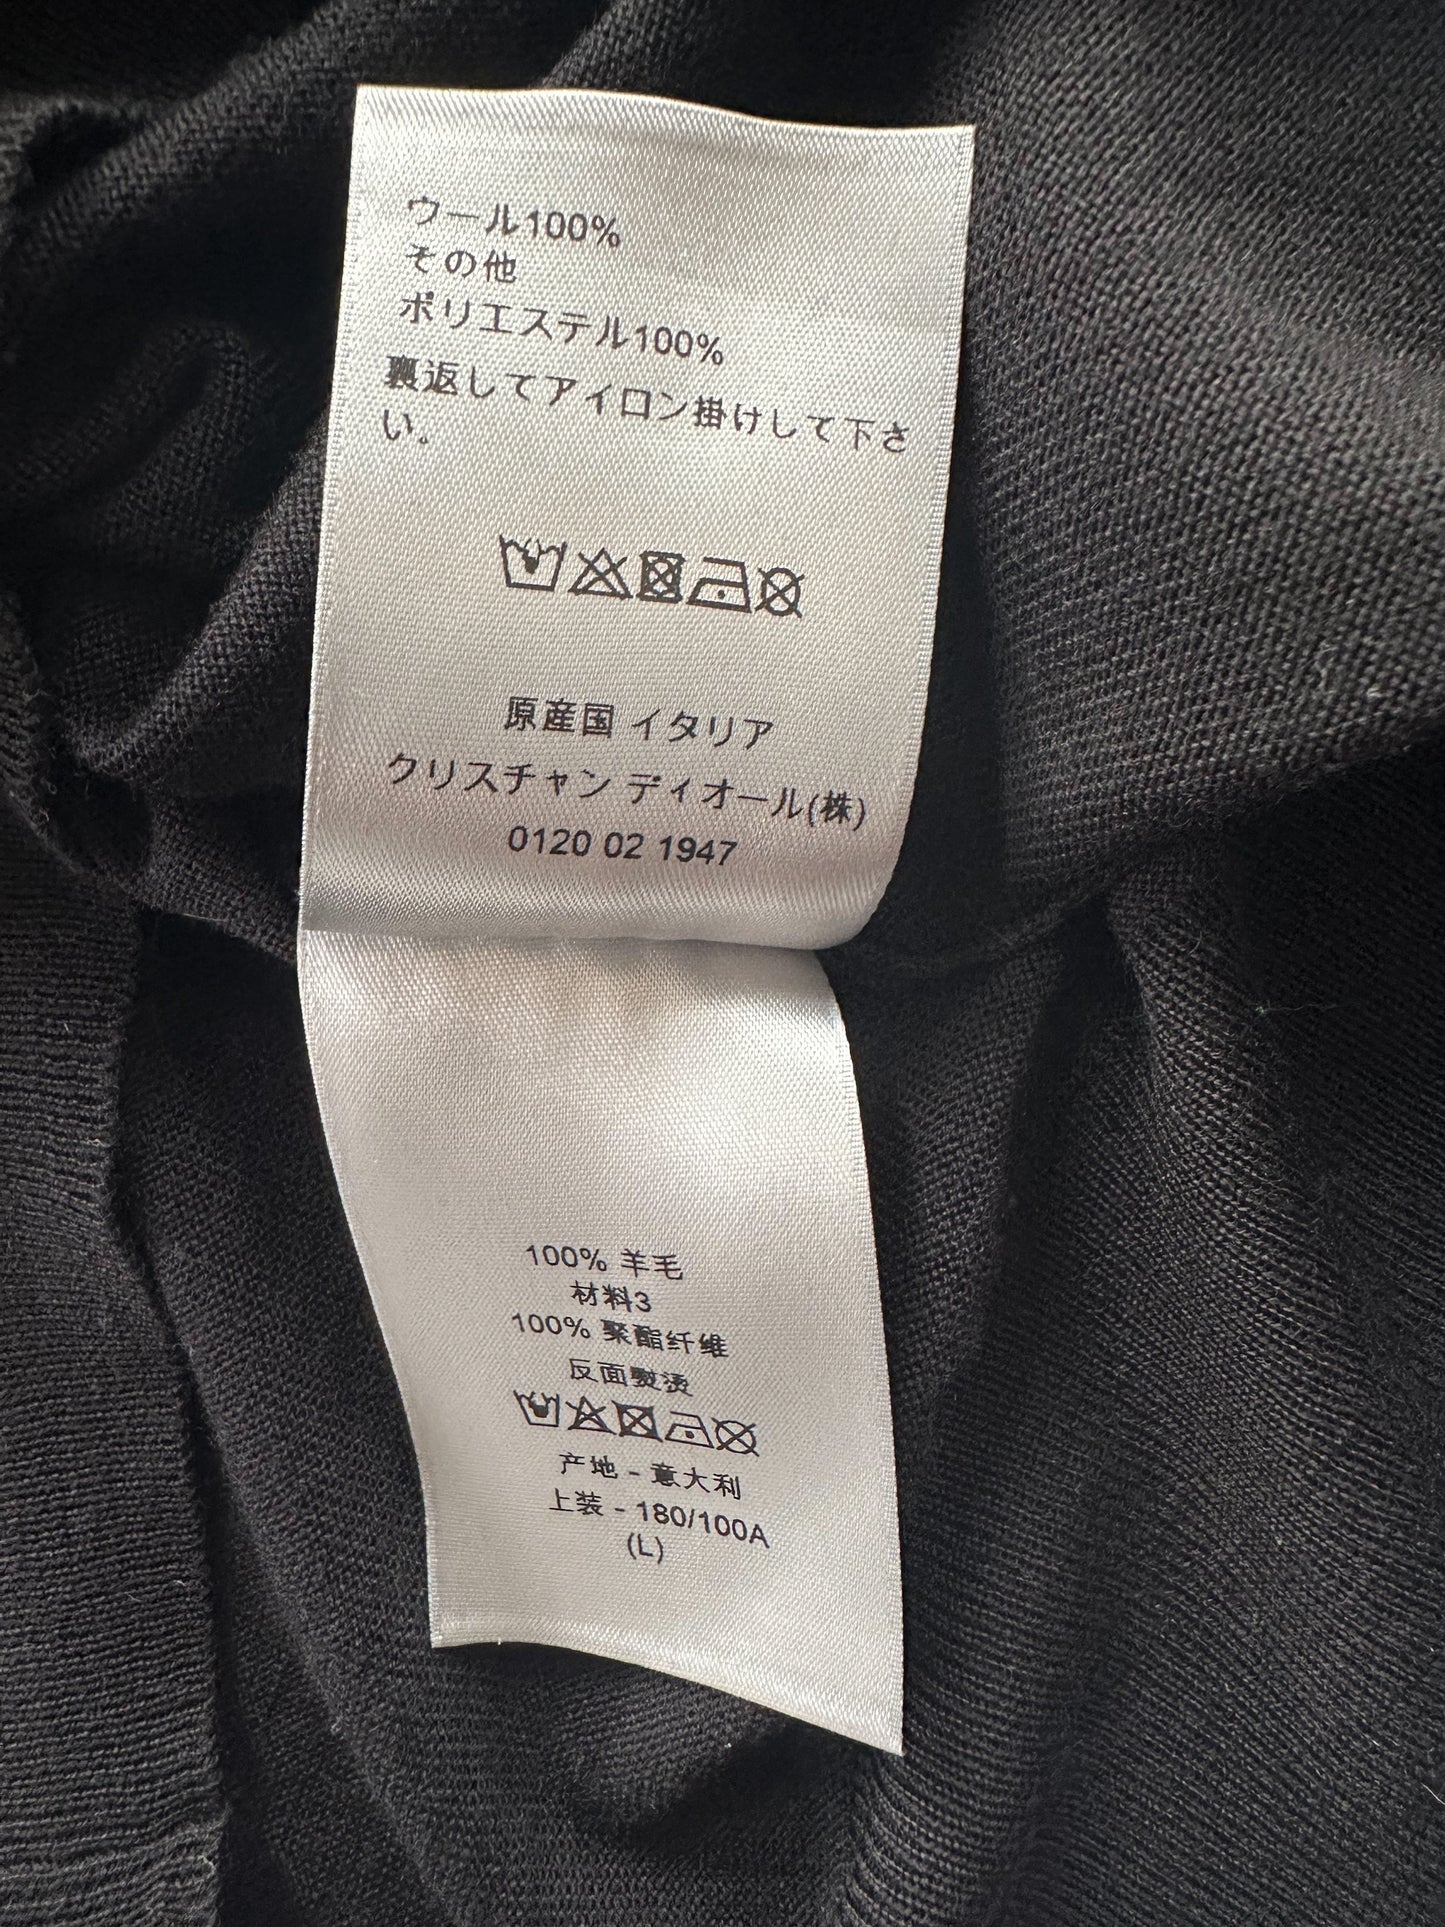 ウール100%
その他
ポリエステル100%
裏返してアイロン掛けして下さ
い。
原産国 イタリア
クリスチャン ディオール(株)
0120 02 1947
100% 羊毛
材料3
100% 聚酯纤维
反面熨烫
产地 - 意大利
上装 - 180/100A
(L)